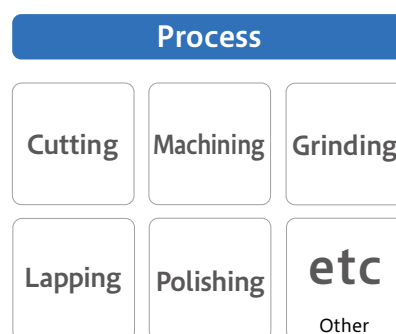 Process
Cutting
Machining
Grinding
Lapping
Polishing
etc
Other